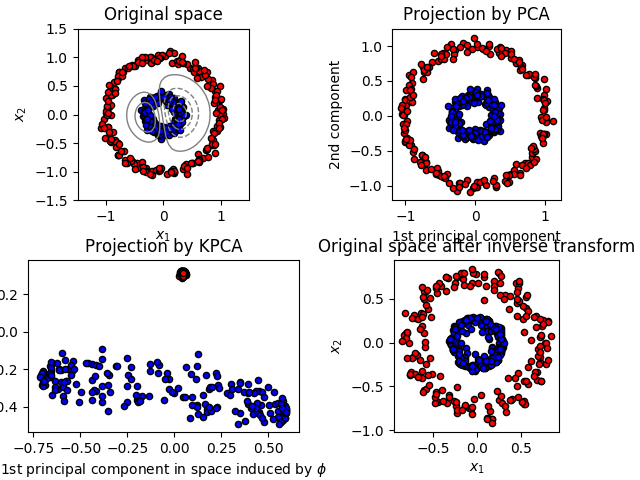 Original space
1.5
1.0
0.5
0.0
−0.5
−1.0
−1.5
−1 0 1
x₂
x₁
Projection by PCA
1.0
0.5
0.0
−0.5
−1.0
−1 0 1
2nd component
1st principal component
Projection by KPCA
0.2
0.0
0.2
0.4
−0.75 −0.50 −0.25 0.00 0.25 0.50
1st principal component in space induced by ϕ
Original space after inverse transform
0.5
0.0
−0.5
−1.0
−0.5 0.0 0.5
x₂
x₁